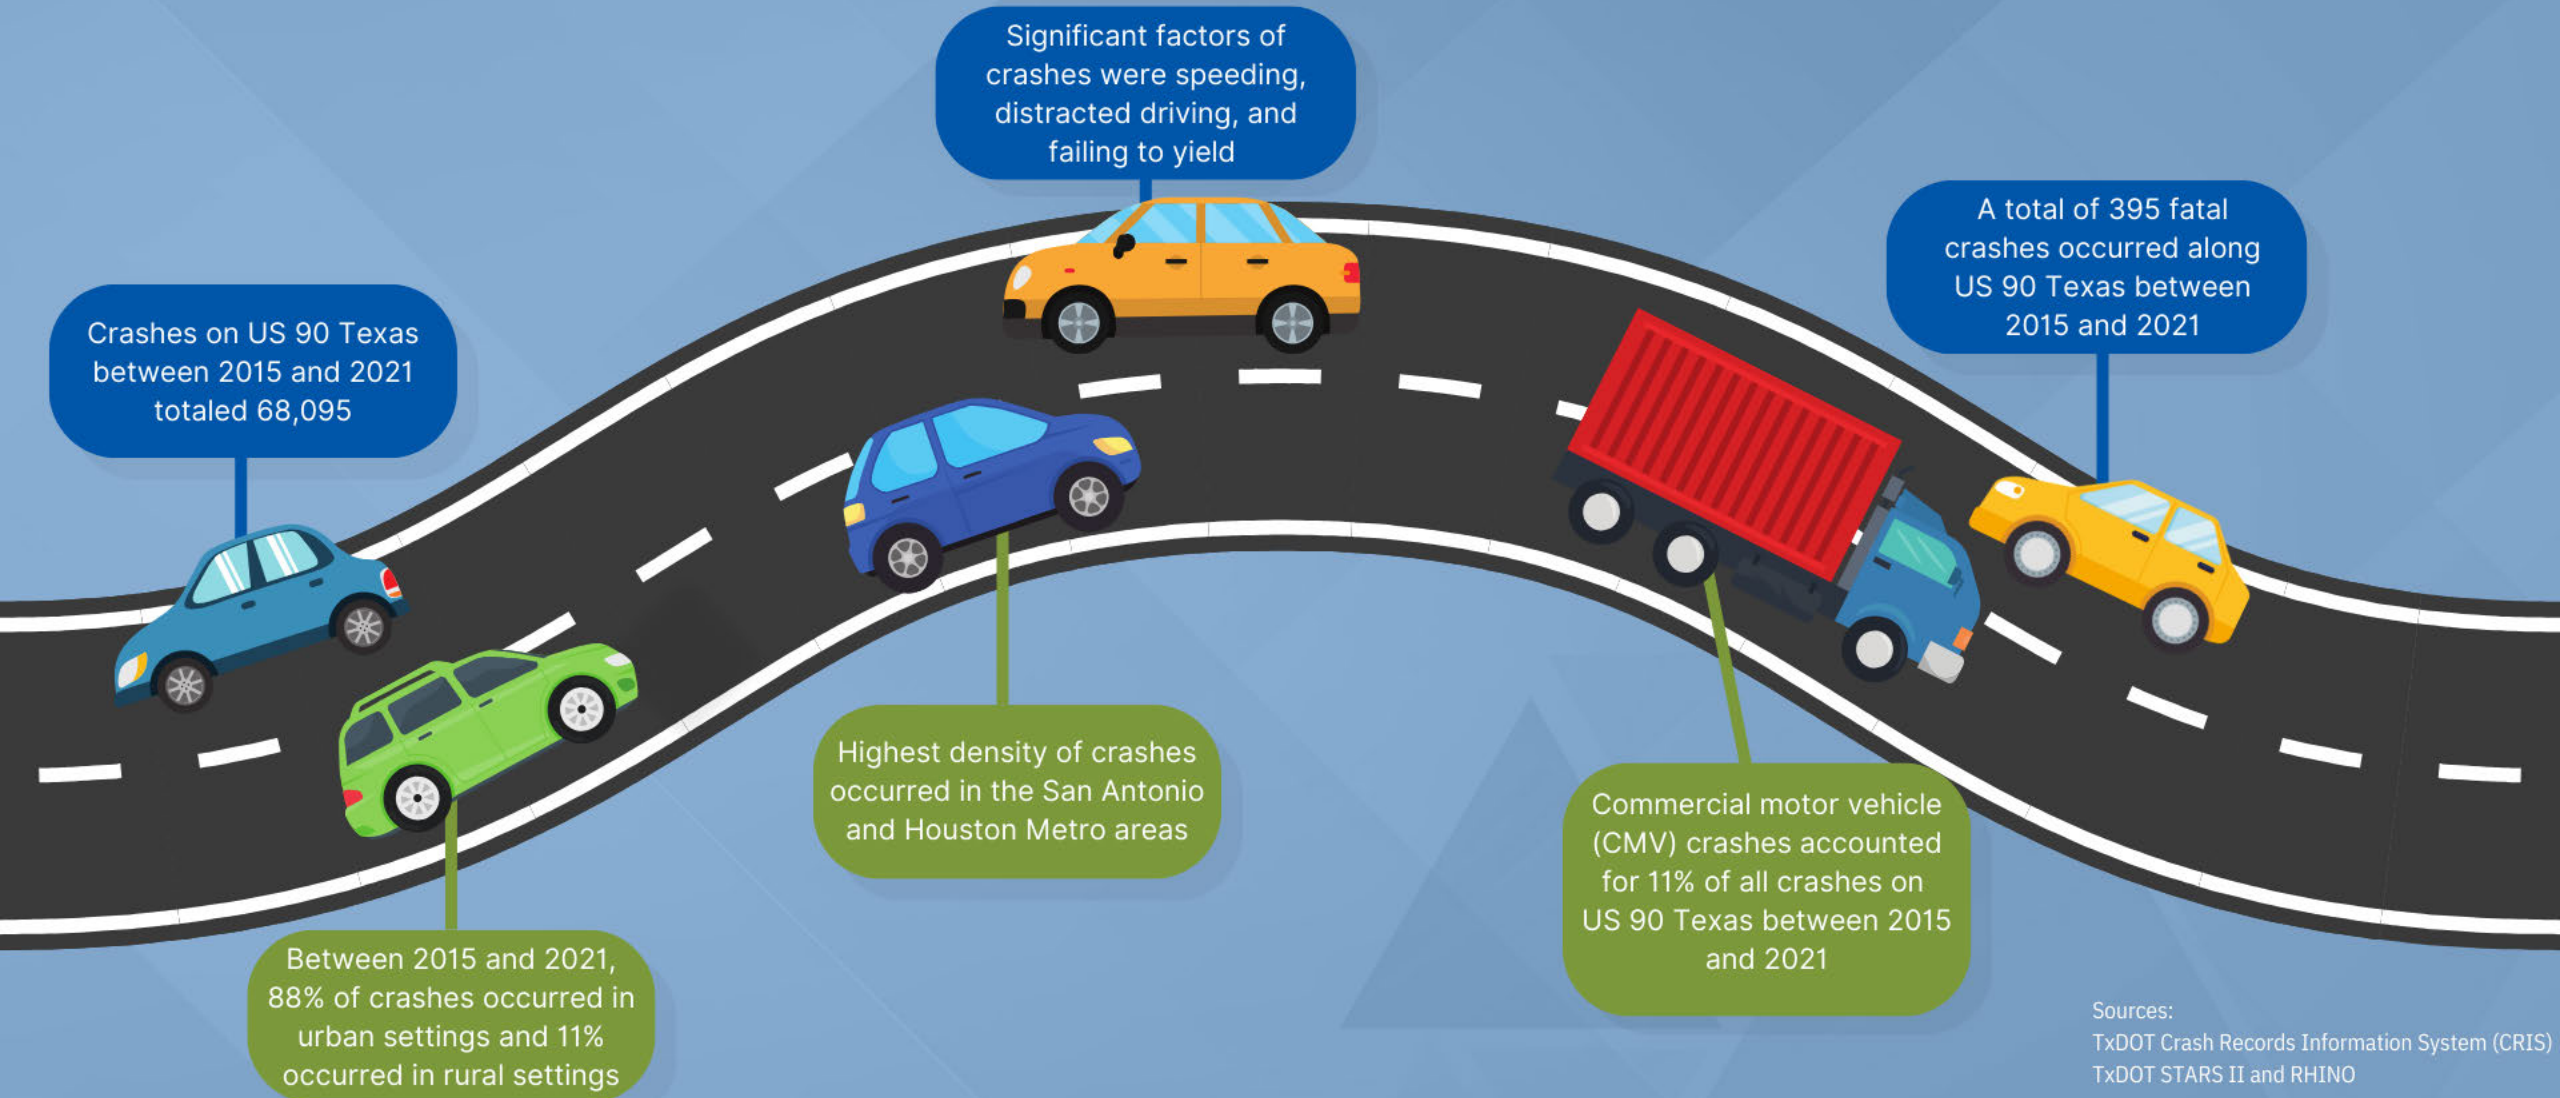 Significant factors of
crashes were speeding,
distracted driving, and
failing to yield
A total of 395 fatal
crashes occurred along
US 90 Texas between
2015 and 2021
Crashes on US 90 Texas
between 2015 and 2021
totaled 68,095
Highest density of crashes
occurred in the San Antonio
and Houston Metro areas
Commercial motor vehicle
(CMV) crashes accounted
for 11% of all crashes on
US 90 Texas between 2015
and 2021
Between 2015 and 2021,
88% of crashes occurred in
urban settings and 11%
occurred in rural settings
Sources:
TxDOT Crash Records Information System (CRIS)
TxDOT STARS II and RHINO